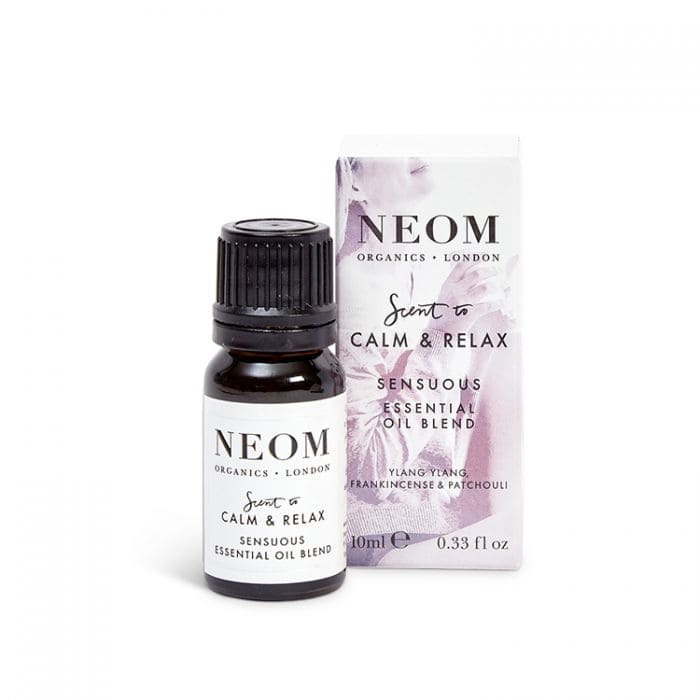 NEOM
ORGANICS • LONDON
Scent to
CALM & RELAX
SENSUOUS
ESSENTIAL OIL BLEND
NEOM
ORGANICS • LONDON
Scent to
CALM & RELAX
SENSUOUS
ESSENTIAL
OIL BLEND
YLANG YLANG,
FRANKINCENSE & PATCHOULI
10ml ℮ 0.33 fl oz